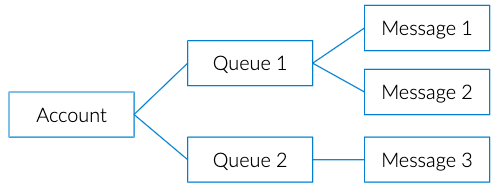 Account
Queue 1
Message 1
Message 2
Queue 2
Message 3